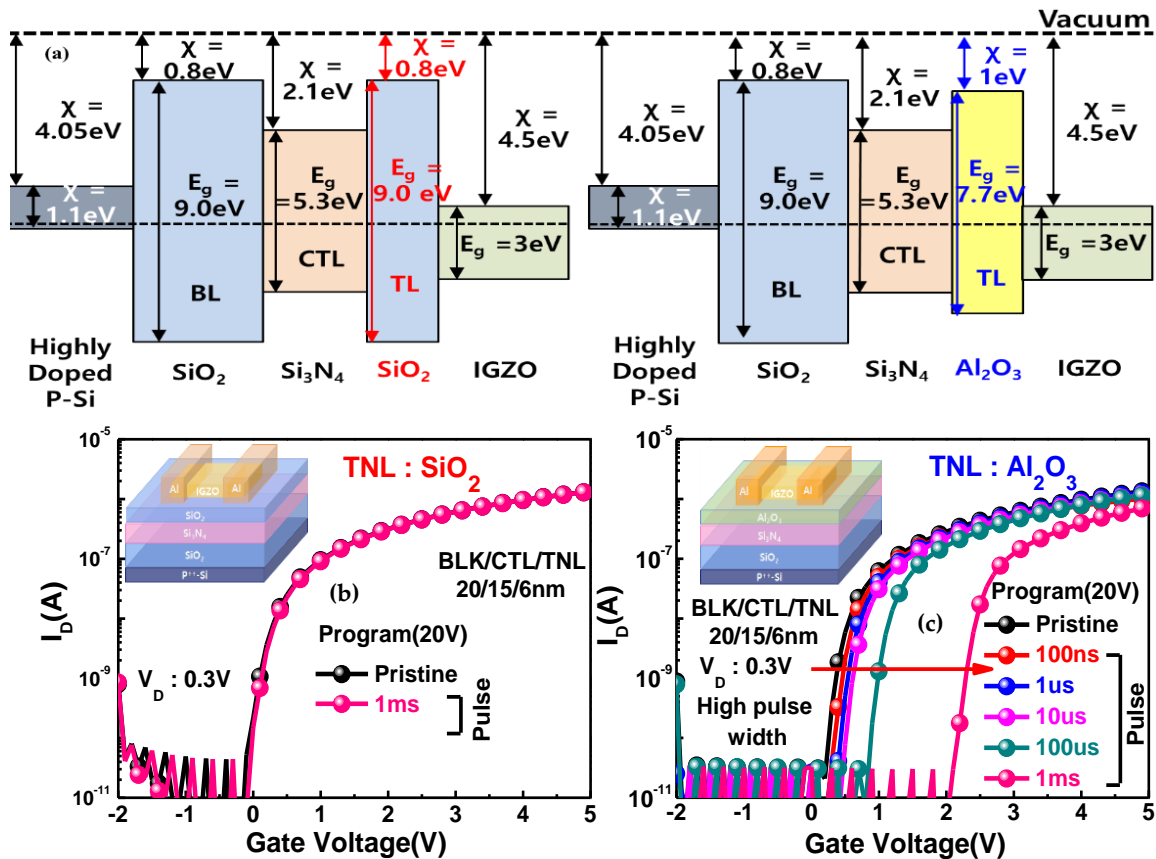 Vacuum
(a)
χ =
0.8eV
χ =
2.1eV
χ =
0.8eV
χ =
4.05eV
χ =
4.5eV
χ =
1.1eV
E_g =
9.0eV
E_g
=5.3eV
E_g =
9.0 eV
E_g = 3eV
CTL
BL
TL
Highly
Doped
P-Si
SiO₂
Si₃N₄
SiO₂
IGZO
χ =
0.8eV
χ =
2.1eV
χ =
1eV
χ =
4.05eV
χ =
4.5eV
χ =
1.1eV
E_g =
9.0eV
E_g
=5.3eV
E_g =
7.7eV
E_g = 3eV
CTL
BL
TL
Highly
Doped
P-Si
SiO₂
Si₃N₄
Al₂O₃
IGZO
10⁻⁵
10⁻⁷
10⁻⁹
10⁻¹¹
I_D(A)
TNL : SiO₂
Al
IGZO
Al
SiO₂
Si₃N₄
SiO₂
P⁺⁺-Si
BLK/CTL/TNL
20/15/6nm
(b)
Program(20V)
V_D : 0.3V
Pristine
1ms
Pulse
-2 -1 0 1 2 3 4 5
Gate Voltage(V)
10⁻⁵
10⁻⁷
10⁻⁹
10⁻¹¹
I_D(A)
TNL : Al₂O₃
Al
IGZO
Al
Al₂O₃
Si₃N₄
SiO₂
P⁺⁺-Si
BLK/CTL/TNL
20/15/6nm
(c)
V_D : 0.3V
High pulse
width
Program(20V)
Pristine
100ns
1us
10us
100us
1ms
Pulse
-2 -1 0 1 2 3 4 5
Gate Voltage(V)